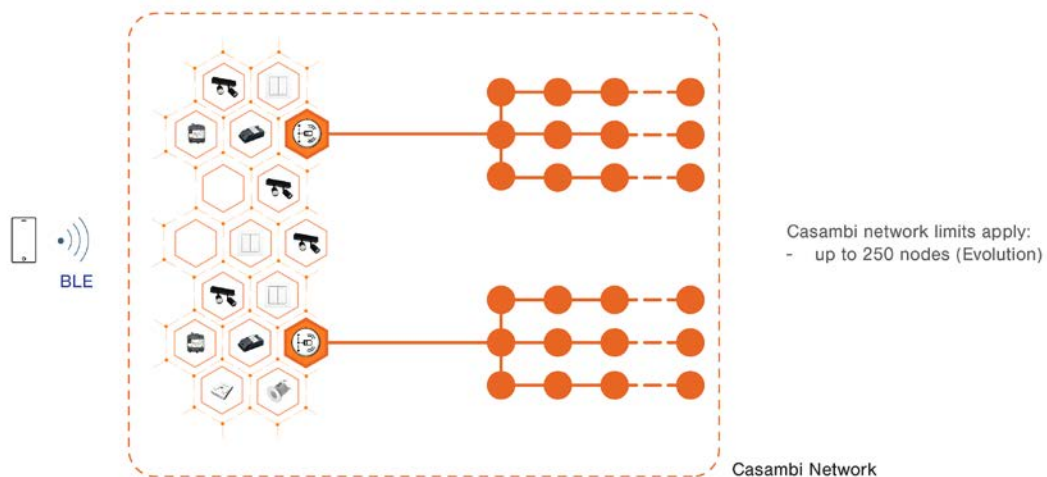 BLE
Casambi network limits apply:
- up to 250 nodes (Evolution)
Casambi Network